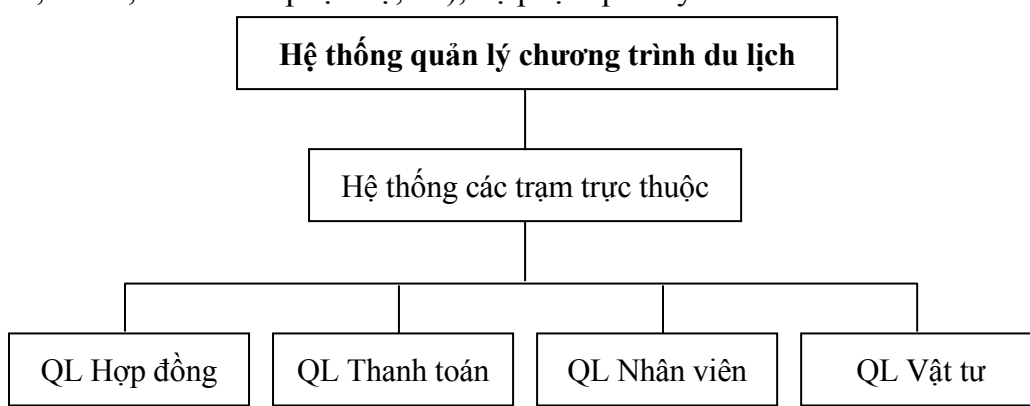 Hệ thống quản lý chương trình du lịch
Hệ thống các trạm trực thuộc
QL Hợp đồng
QL Thanh toán
QL Nhân viên
QL Vật tư